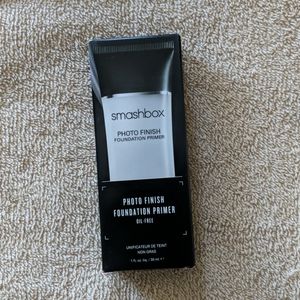 smashbox
PHOTO FINISH
FOUNDATION PRIMER
PHOTO FINISH
FOUNDATION PRIMER
OIL-FREE
UNIFICATEUR DE TEINT
NON GRAS
1 fl. oz. / 30 ml ℮